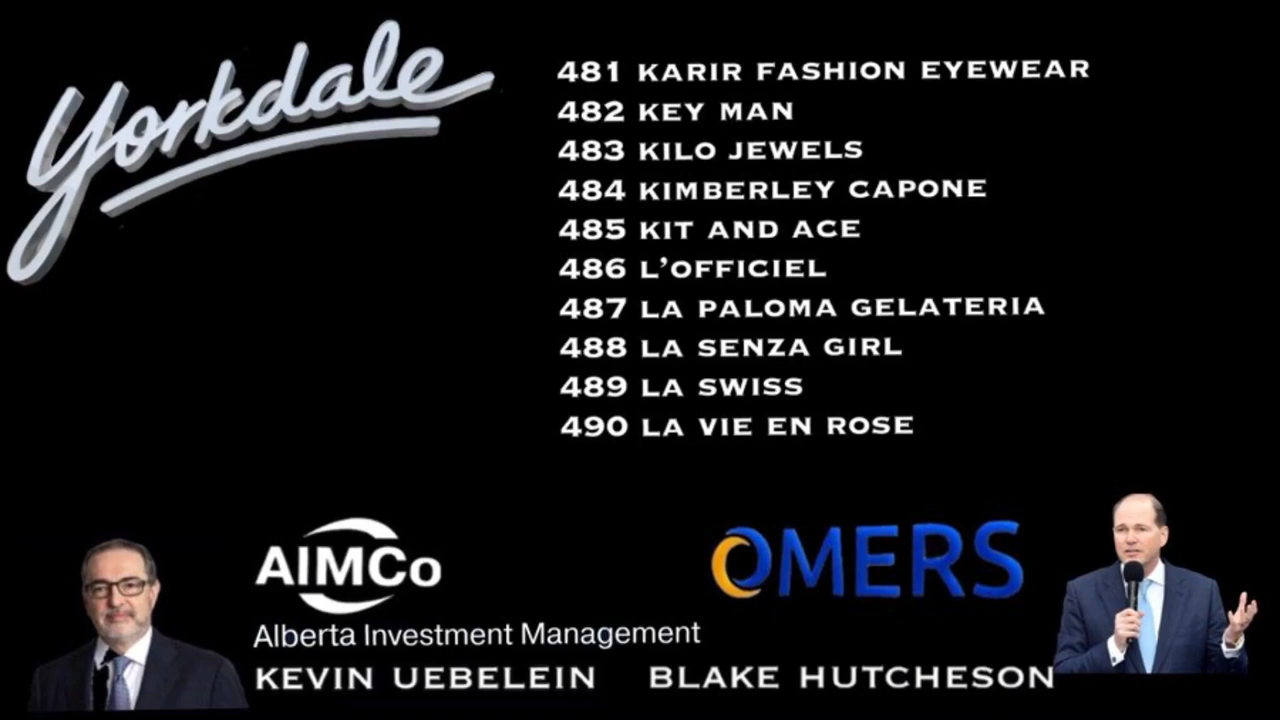 Yorkdale
481 KARIR FASHION EYEWEAR
482 KEY MAN
483 KILO JEWELS
484 KIMBERLEY CAPONE
485 KIT AND ACE
486 L’OFFICIEL
487 LA PALOMA GELATERIA
488 LA SENZA GIRL
489 LA SWISS
490 LA VIE EN ROSE
AIMCo
Alberta Investment Management
KEVIN UEBELEIN
OMERS
BLAKE HUTCHESON